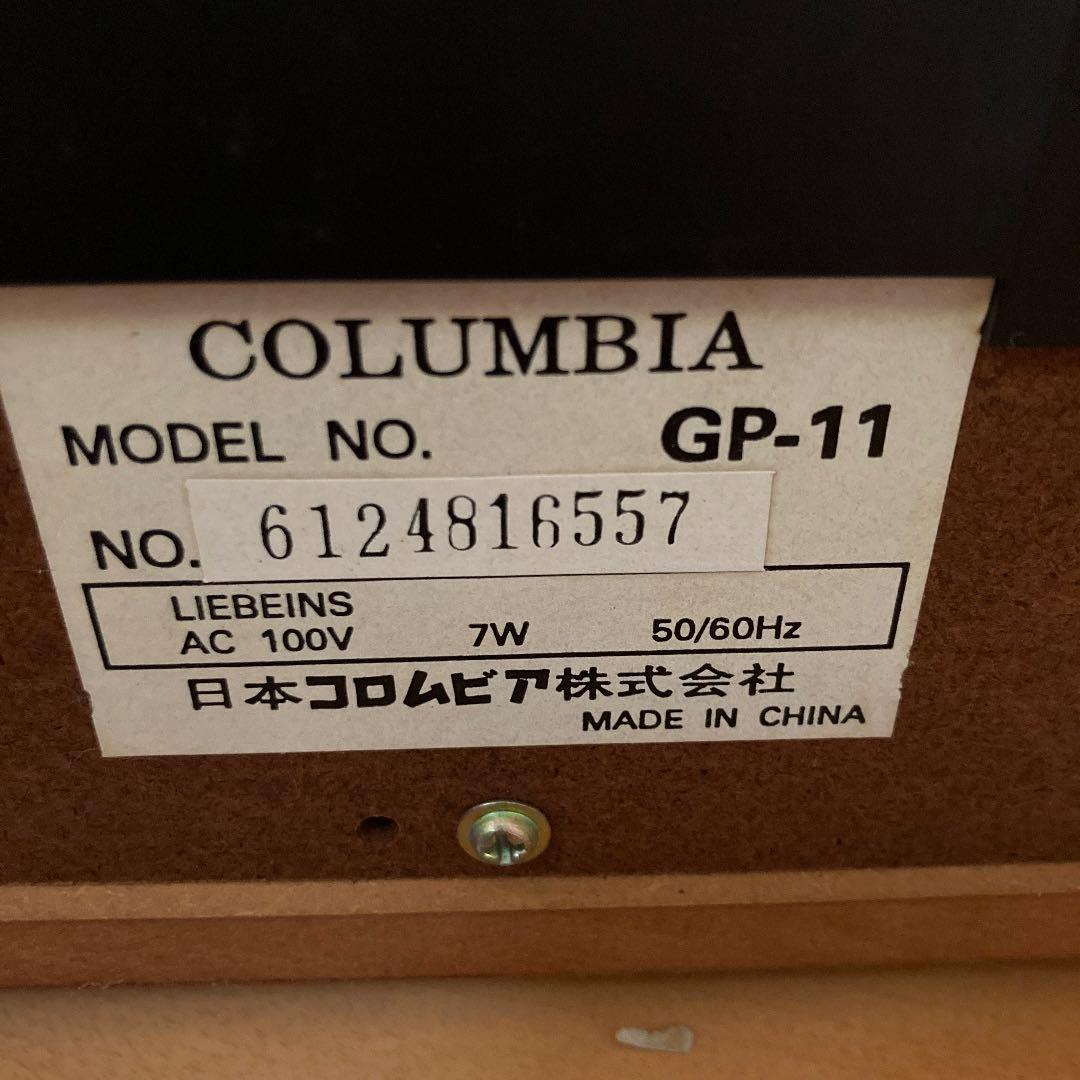 COLUMBIA
MODEL NO. GP-11
NO. 6124816557
LIEBEINS
AC 100V 7W 50/60Hz
日本コロムビア株式会社
MADE IN CHINA